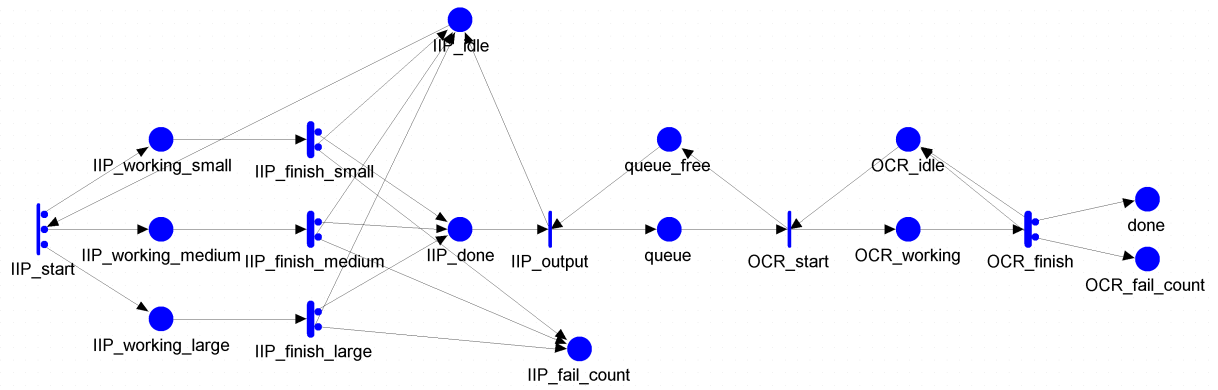 IIP_idle
IIP_working_small
IIP_finish_small
queue_free
OCR_idle
done
IIP_start
IIP_working_medium
IIP_finish_medium
IIP_done
IIP_output
queue
OCR_start
OCR_working
OCR_finish
OCR_fail_count
IIP_working_large
IIP_finish_large
IIP_fail_count